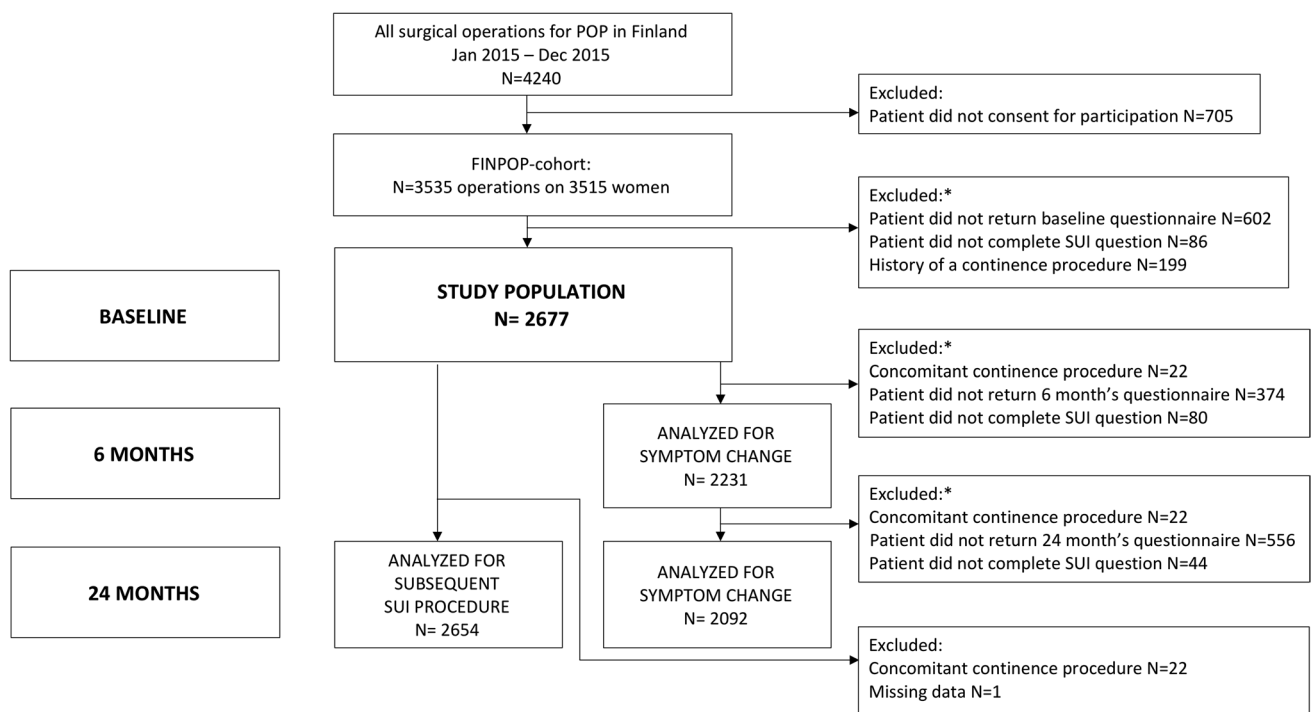 All surgical operations for POP in Finland
Jan 2015 – Dec 2015
N=4240
Excluded:
Patient did not consent for participation N=705
FINPOP-cohort:
N=3535 operations on 3515 women
Excluded:*
Patient did not return baseline questionnaire N=602
Patient did not complete SUI question N=86
History of a continence procedure N=199
BASELINE
STUDY POPULATION
N= 2677
Excluded:*
Concomitant continence procedure N=22
Patient did not return 6 month’s questionnaire N=374
Patient did not complete SUI question N=80
6 MONTHS
ANALYZED FOR
SYMPTOM CHANGE
N= 2231
Excluded:*
Concomitant continence procedure N=22
Patient did not return 24 month’s questionnaire N=556
Patient did not complete SUI question N=44
24 MONTHS
ANALYZED FOR
SUBSEQUENT
SUI PROCEDURE
N= 2654
ANALYZED FOR
SYMPTOM CHANGE
N= 2092
Excluded:
Concomitant continence procedure N=22
Missing data N=1